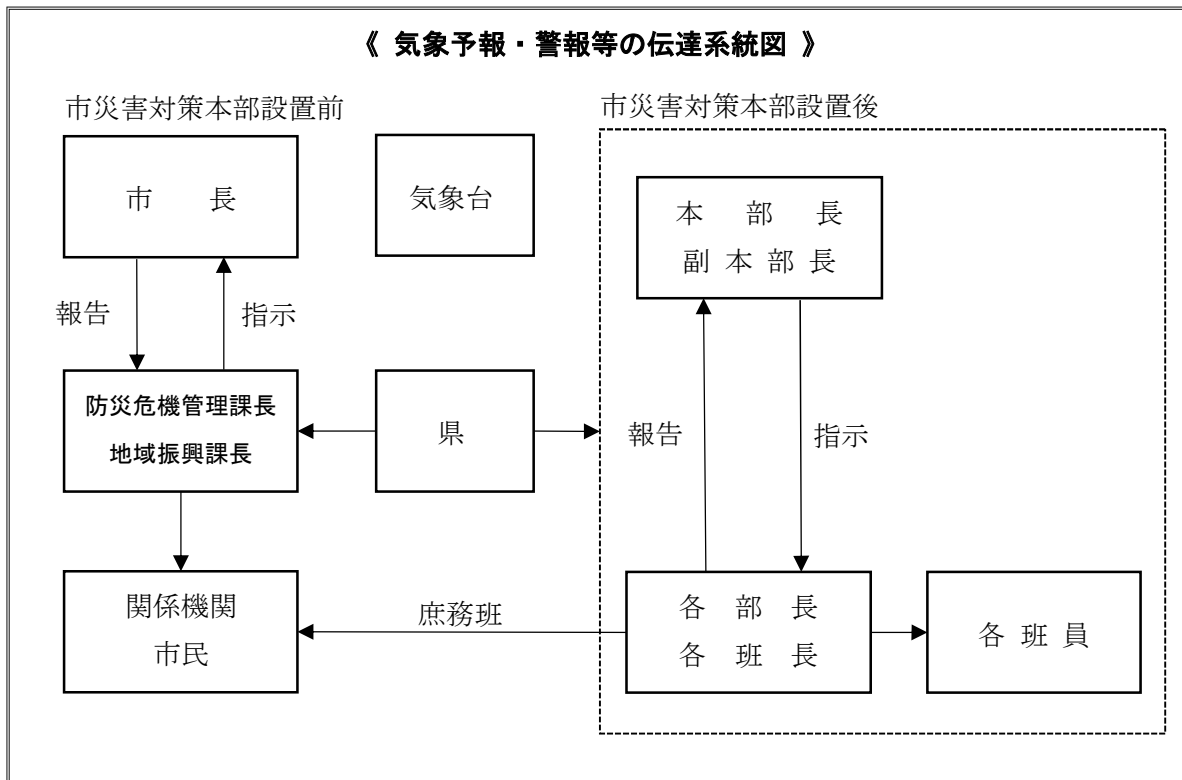 《 気象予報・警報等の伝達系統図 》
市災害対策本部設置前
市災害対策本部設置後
市　長
気象台
本 部 長
副 本 部 長
報告
指示
防災危機管理課長
地域振興課長
県
報告
指示
関係機関
市民
庶務班
各 部 長
各 班 長
各 班 員